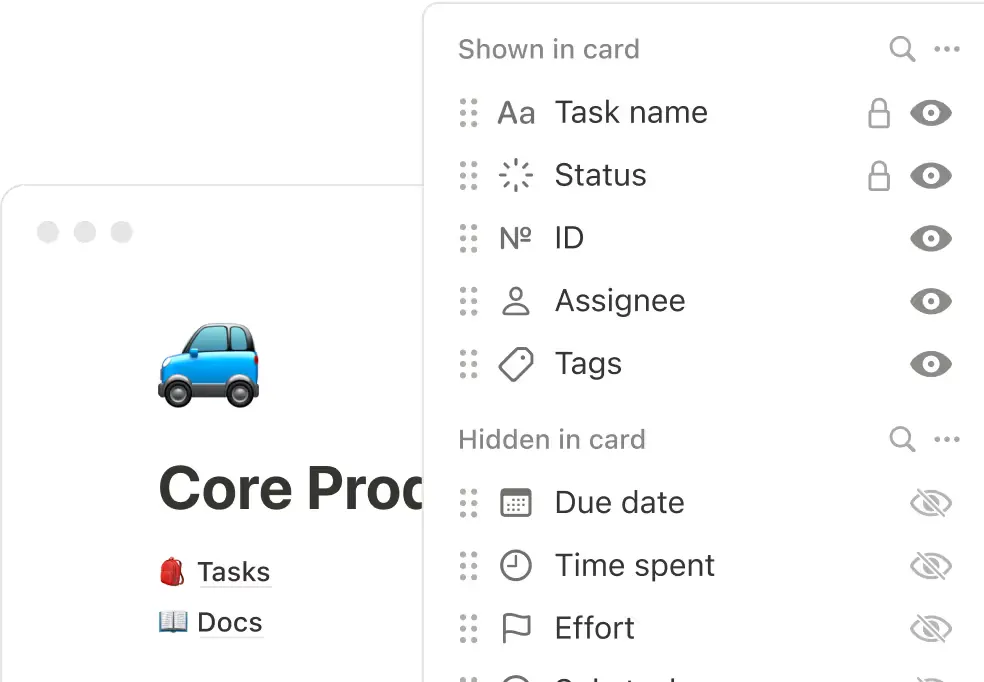 Shown in card
Aa Task name
Status
Nº ID
Assignee
Tags
Hidden in card
Due date
Time spent
Effort
Core Prod
Tasks
Docs